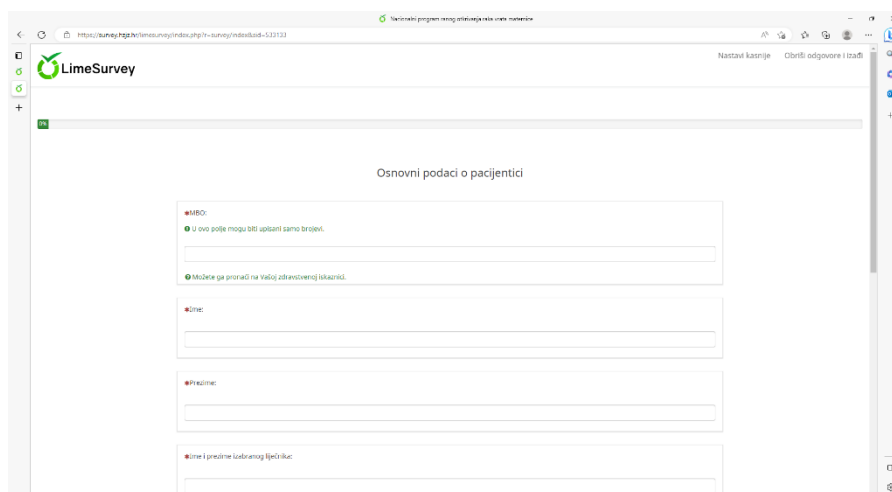 Nacionalni program ranog otkrivanja raka vrata maternice
https://survey.hzjz.hr/limesurvey/index.php?r=survey/index&sid=533133
LimeSurvey
Nastavi kasnije Obriši odgovore i izađi
0%
Osnovni podaci o pacijentici
✱MBO:
U ovo polje mogu biti upisani samo brojevi.
Možete ga pronaći na Vašoj zdravstvenoj iskaznici.
✱Ime:
✱Prezime:
✱Ime i prezime izabranog liječnika: